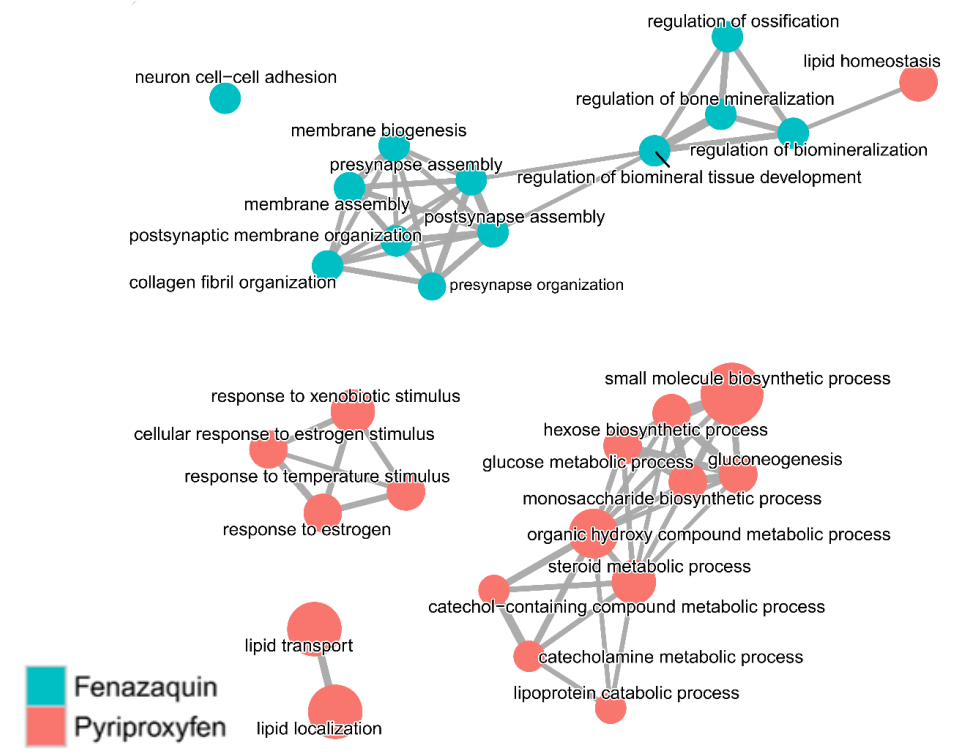 regulation of ossification
lipid homeostasis
neuron cell−cell adhesion
regulation of bone mineralization
membrane biogenesis
regulation of biomineralization
presynapse assembly
regulation of biomineral tissue development
membrane assembly
postsynapse assembly
postsynaptic membrane organization
collagen fibril organization
presynapse organization
small molecule biosynthetic process
response to xenobiotic stimulus
hexose biosynthetic process
cellular response to estrogen stimulus
glucose metabolic process
gluconeogenesis
response to temperature stimulus
monosaccharide biosynthetic process
response to estrogen
organic hydroxy compound metabolic process
steroid metabolic process
catechol−containing compound metabolic process
lipid transport
catecholamine metabolic process
lipoprotein catabolic process
lipid localization
Fenazaquin
Pyriproxyfen